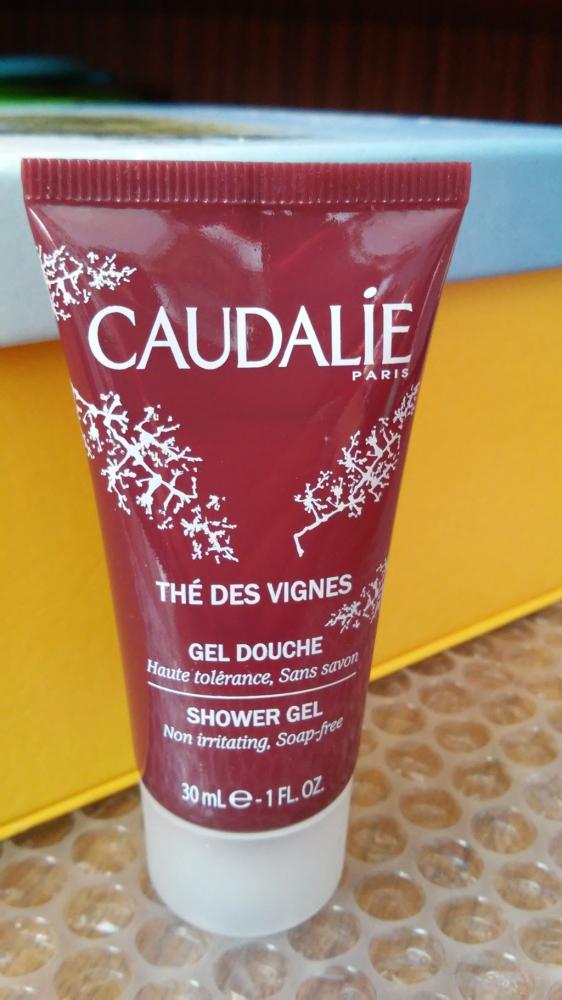 CAUDALIE
PARIS
THÉ DES VIGNES
GEL DOUCHE
Haute tolérance, Sans savon
SHOWER GEL
Non irritating, Soap-free
30 mL ℮ - 1 FL. OZ.